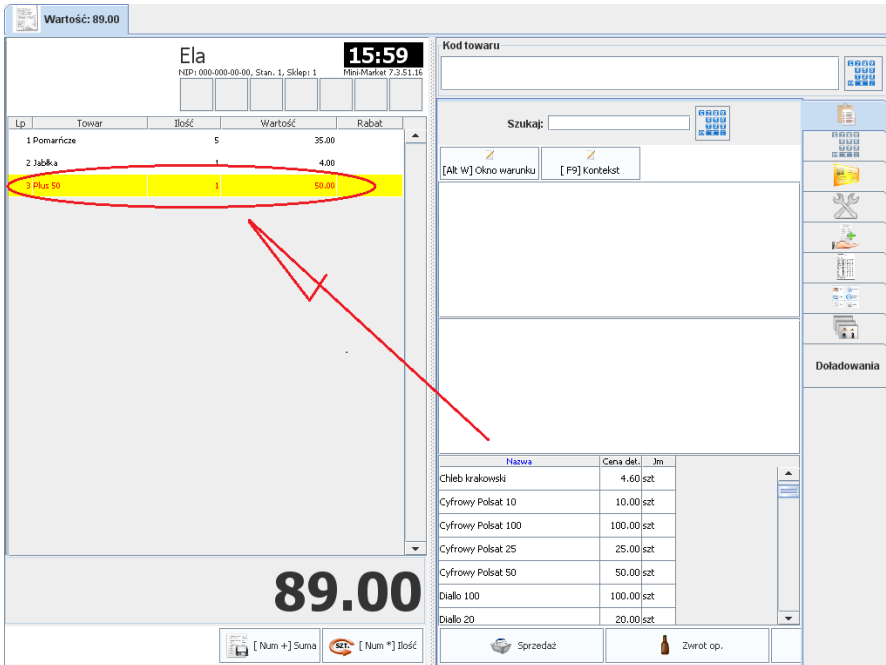 Wartość: 89.00
Ela
15:59
NIP: 000-000-00-00, Stan. 1, Sklep: 1
Mini-Market 7.3.51.16
Lp Towar Ilość Wartość Rabat
1 Pomarńcze 5 35.00
2 Jabłka 1 4.00
3 Plus 50 1 50.00
89.00
[ Num +] Suma
SZT. [ Num *] Ilość
Kod towaru
Szukaj:
[Alt W] Okno warunku
[ F9] Kontekst
Nazwa Cena det. Jm
Chleb krakowski 4.60 szt
Cyfrowy Polsat 10 10.00 szt
Cyfrowy Polsat 100 100.00 szt
Cyfrowy Polsat 25 25.00 szt
Cyfrowy Polsat 50 50.00 szt
Diallo 100 100.00 szt
Diallo 20 20.00 szt
Sprzedaż
Zwrot op.
Doładowania